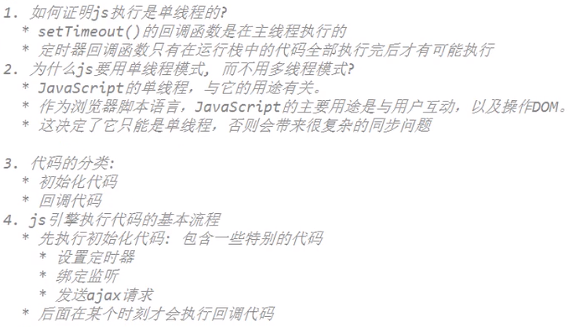 1. 如何证明js执行是单线程的?
* setTimeout()的回调函数是在主线程执行的
* 定时器回调函数只有在运行栈中的代码全部执行完后才有可能执行
2. 为什么js要用单线程模式, 而不用多线程模式?
* JavaScript的单线程，与它的用途有关。
* 作为浏览器脚本语言，JavaScript的主要用途是与用户互动，以及操作DOM。
* 这决定了它只能是单线程，否则会带来很复杂的同步问题
3. 代码的分类:
* 初始化代码
* 回调代码
4. js引擎执行代码的基本流程
* 先执行初始化代码: 包含一些特别的代码
* 设置定时器
* 绑定监听
* 发送ajax请求
* 后面在某个时刻才会执行回调代码